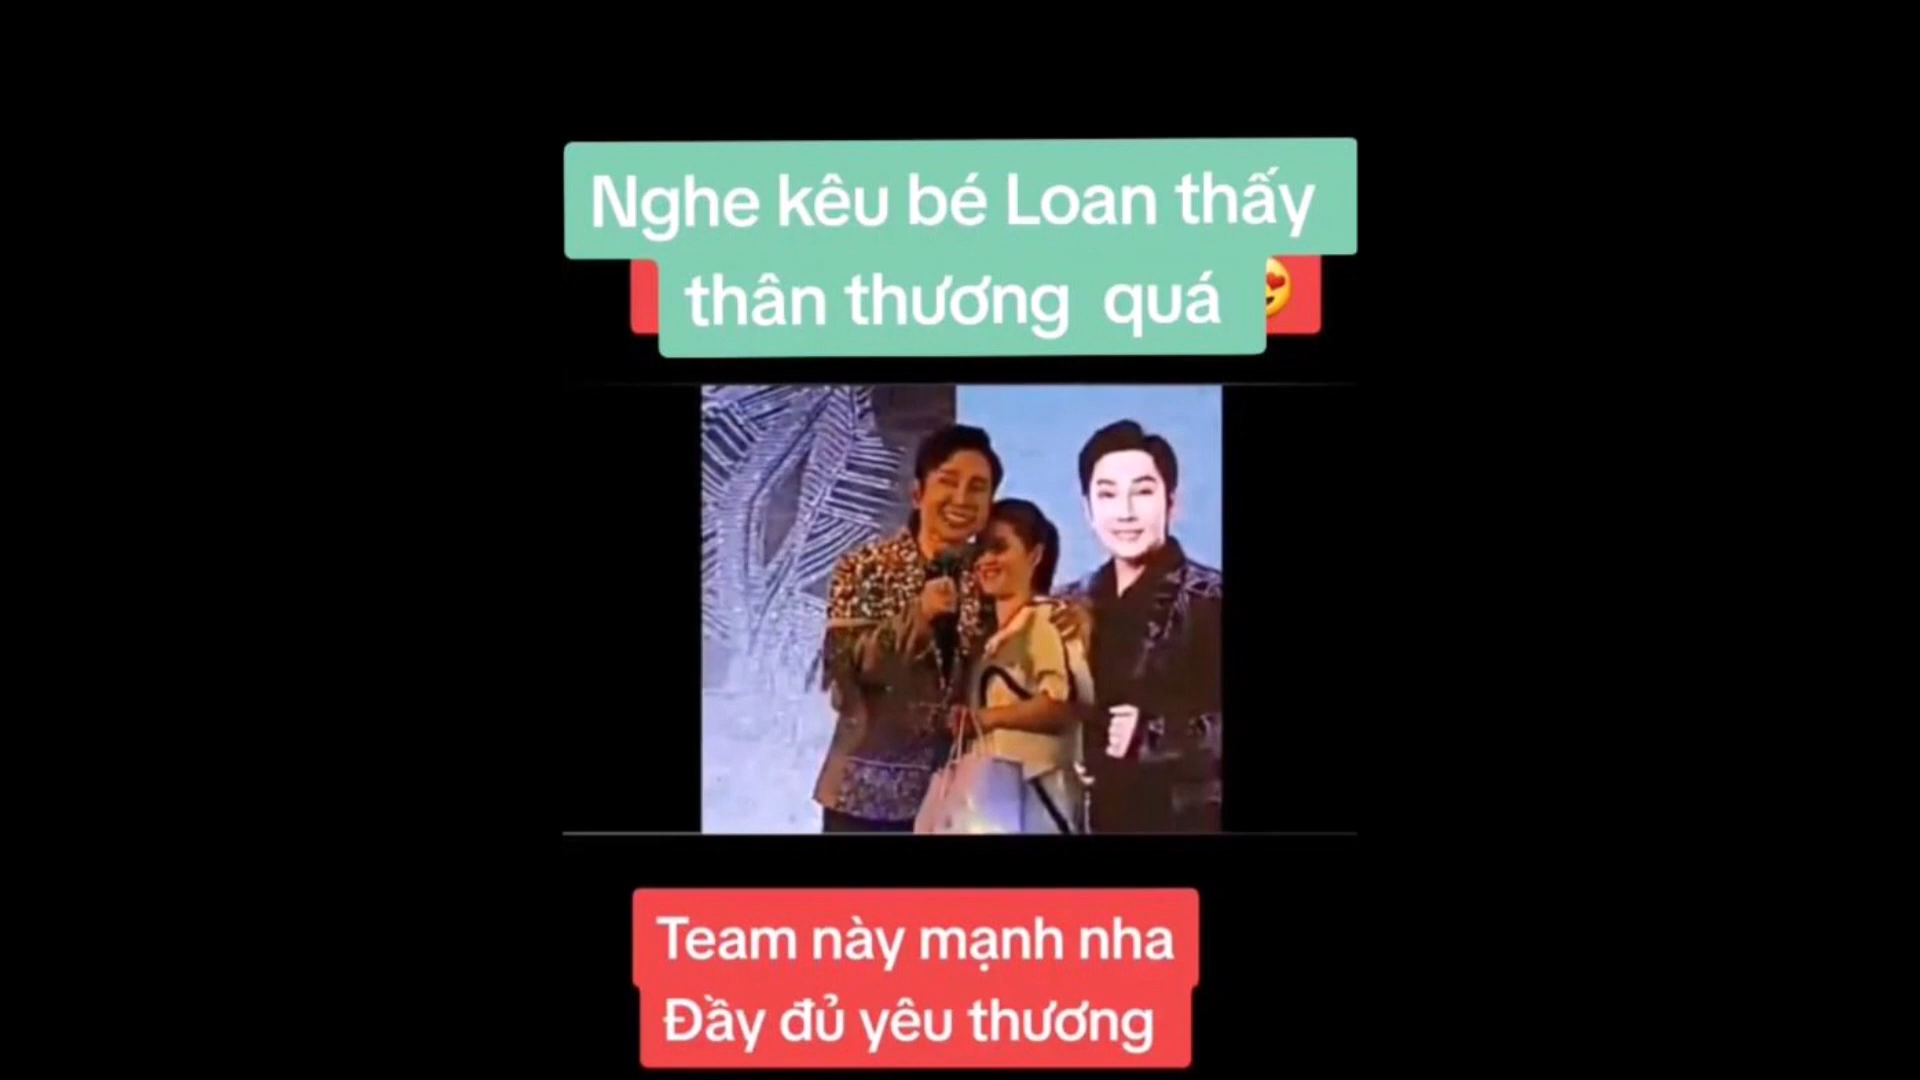 Nghe kêu bé Loan thấy
thân thương quá
Team này mạnh nha
Đầy đủ yêu thương